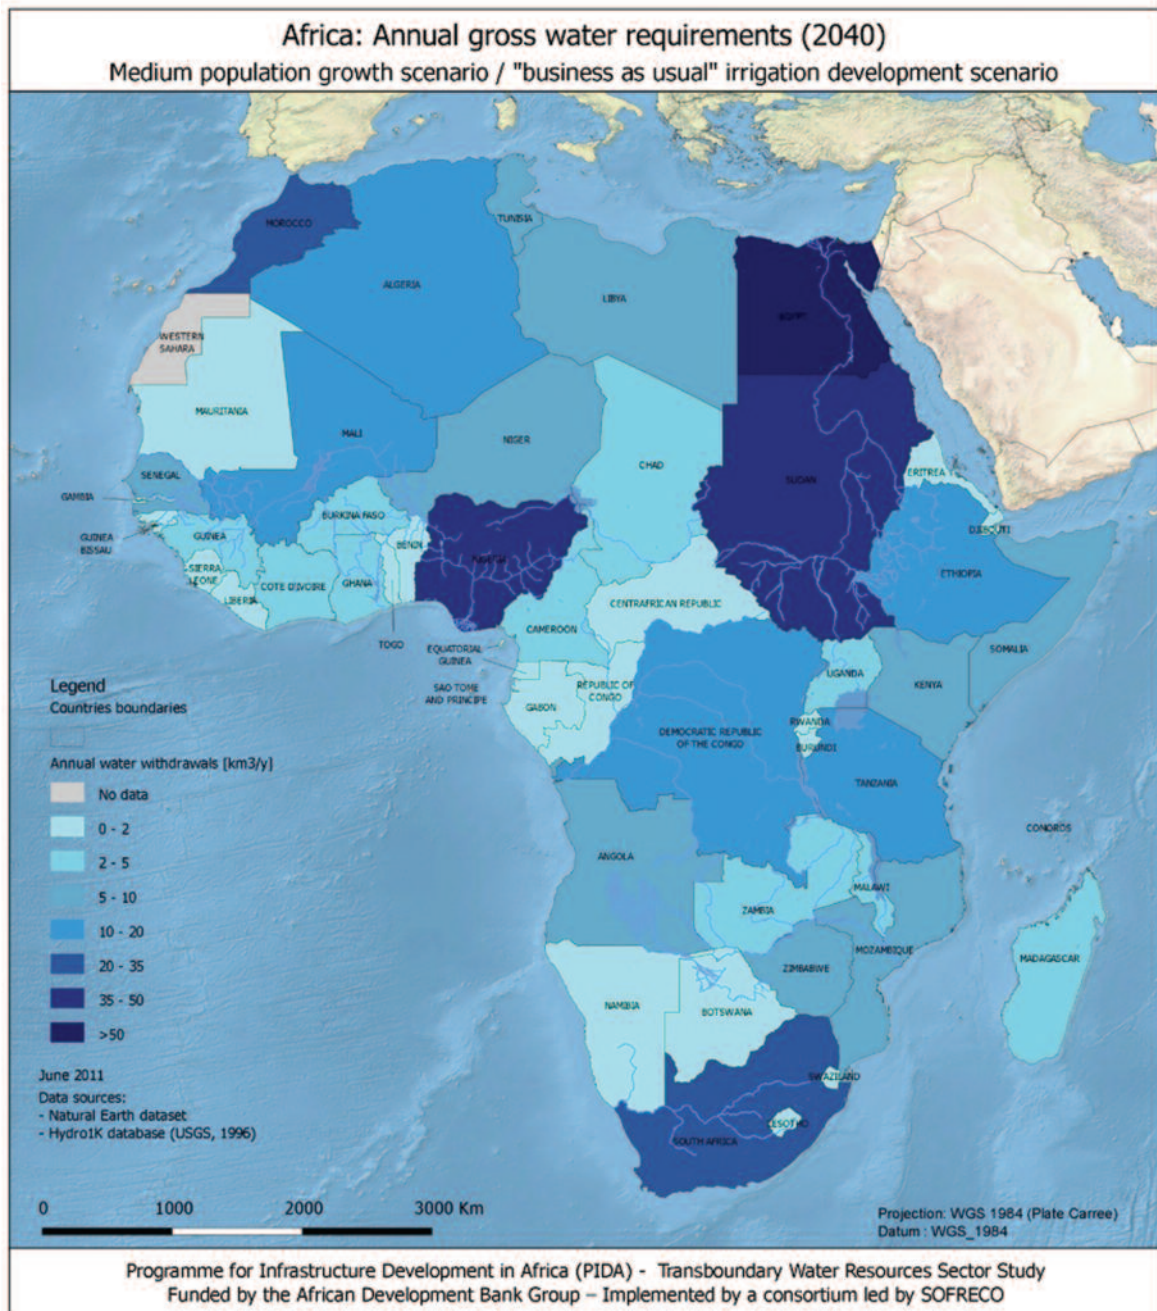 Africa: Annual gross water requirements (2040)
Medium population growth scenario / "business as usual" irrigation development scenario
MOROCCO
TUNISIA
ALGERIA
LIBYA
EGYPT
WESTERN
SAHARA
MAURITANIA
MALI
NIGER
CHAD
SUDAN
ERITREA
SENEGAL
GAMBIA
GUINEA
BISSAU
GUINEA
BURKINA FASO
BENIN
NIGERIA
DJIBOUTI
SIERRA
LEONE
LIBERIA
COTE D'IVOIRE
GHANA
ETHIOPIA
CENTRAFRICAN REPUBLIC
TOGO
CAMEROON
EQUATORIAL
GUINEA
SOMALIA
SAO TOME
AND PRINCIPE
GABON
REPUBLIC OF
CONGO
UGANDA
KENYA
RWANDA
BURUNDI
DEMOCRATIC REPUBLIC
OF THE CONGO
TANZANIA
CONOROS
ANGOLA
MALAWI
ZAMBIA
MOZAMBIQUE
ZIMBABWE
MADAGASCAR
NAMIBIA
BOTSWANA
SWAZILAND
LESOTHO
SOUTH AFRICA
Legend
Countries boundaries
Annual water withdrawals [km3/y]
No data
0 - 2
2 - 5
5 - 10
10 - 20
20 - 35
35 - 50
>50
June 2011
Data sources:
- Natural Earth dataset
- Hydro1K database (USGS, 1996)
0 1000 2000 3000 Km
Projection: WGS 1984 (Plate Carree)
Datum : WGS_1984
Programme for Infrastructure Development in Africa (PIDA) - Transboundary Water Resources Sector Study
Funded by the African Development Bank Group – Implemented by a consortium led by SOFRECO